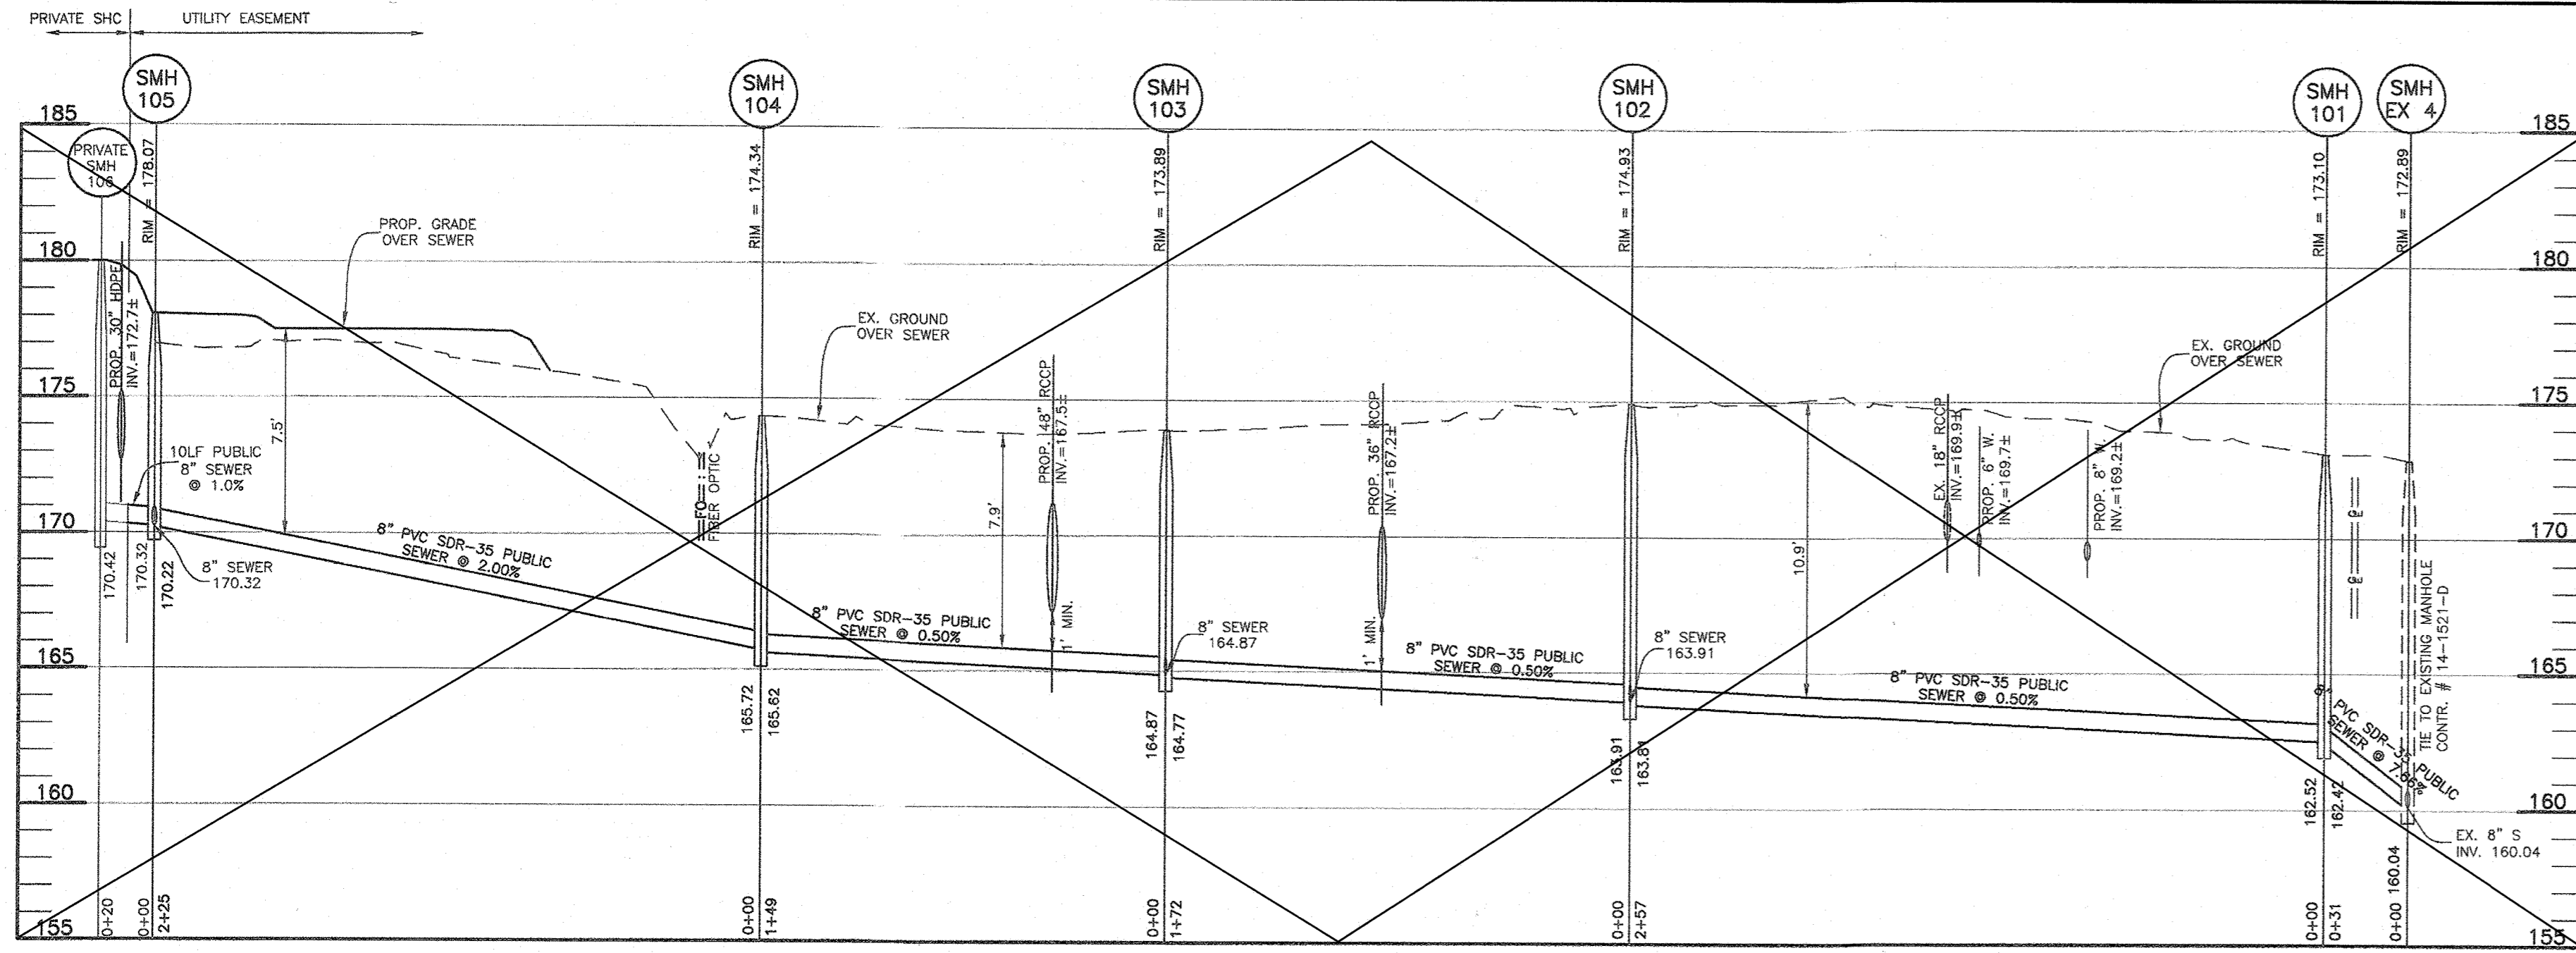 PRIVATE SHC
UTILITY EASEMENT
SMH
105
SMH
104
SMH
103
SMH
102
SMH
101
SMH
EX 4
185
185
PRIVATE
SMH
106
RIM = 178.07
RIM = 174.34
RIM = 173.89
RIM = 174.93
RIM = 173.10
RIM = 172.89
PROP. GRADE
OVER SEWER
180
180
PROP. 30" HDPE
INV.=172.7±
EX. GROUND
OVER SEWER
EX. GROUND
OVER SEWER
175
175
7.5'
PROP. 48" RCCP
INV.=167.5±
PROP. 36" RCCP
INV.=167.2±
EX. 18" RCCP
INV.=169.9±
PROP. 6" W.
INV.=169.7±
PROP. 8" W.
INV.=169.2±
10LF PUBLIC
8" SEWER
@ 1.0%
==FO==
FIBER OPTIC
7.9'
10.9'
170
170
8" PVC SDR-35 PUBLIC
SEWER @ 2.00%
170.42
170.32
170.22
8" SEWER
170.32
8" PVC SDR-35 PUBLIC
SEWER @ 0.50%
1' MIN.
8" SEWER
164.87
1' MIN.
8" PVC SDR-35 PUBLIC
SEWER @ 0.50%
8" SEWER
163.91
8" PVC SDR-35 PUBLIC
SEWER @ 0.50%
8" PVC SDR-35 PUBLIC
SEWER @ 7.66%
TIE TO EXISTING MANHOLE
CONTR. # 14-1521-D
165
165
165.72
165.62
164.87
164.77
163.91
163.81
162.52
162.42
160
160
EX. 8" S
INV. 160.04
160.04
155
155
0+20
0+00
2+25
0+00
1+49
0+00
1+72
0+00
2+57
0+00
0+31
0+00